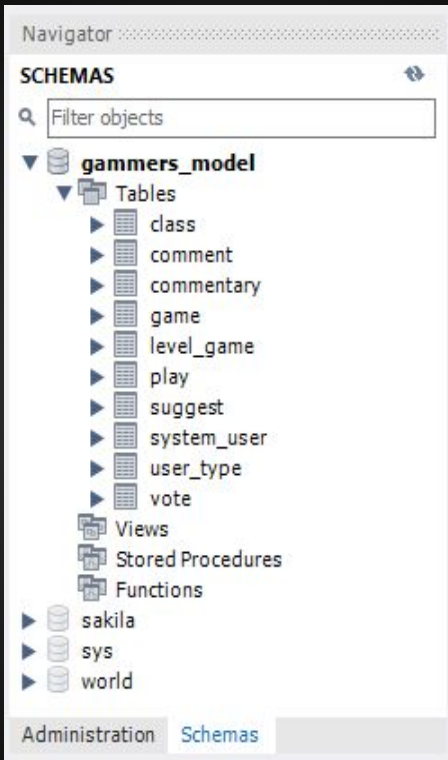 Navigator
SCHEMAS
Filter objects
gammers_model
Tables
class
comment
commentary
game
level_game
play
suggest
system_user
user_type
vote
Views
Stored Procedures
Functions
sakila
sys
world
Administration Schemas